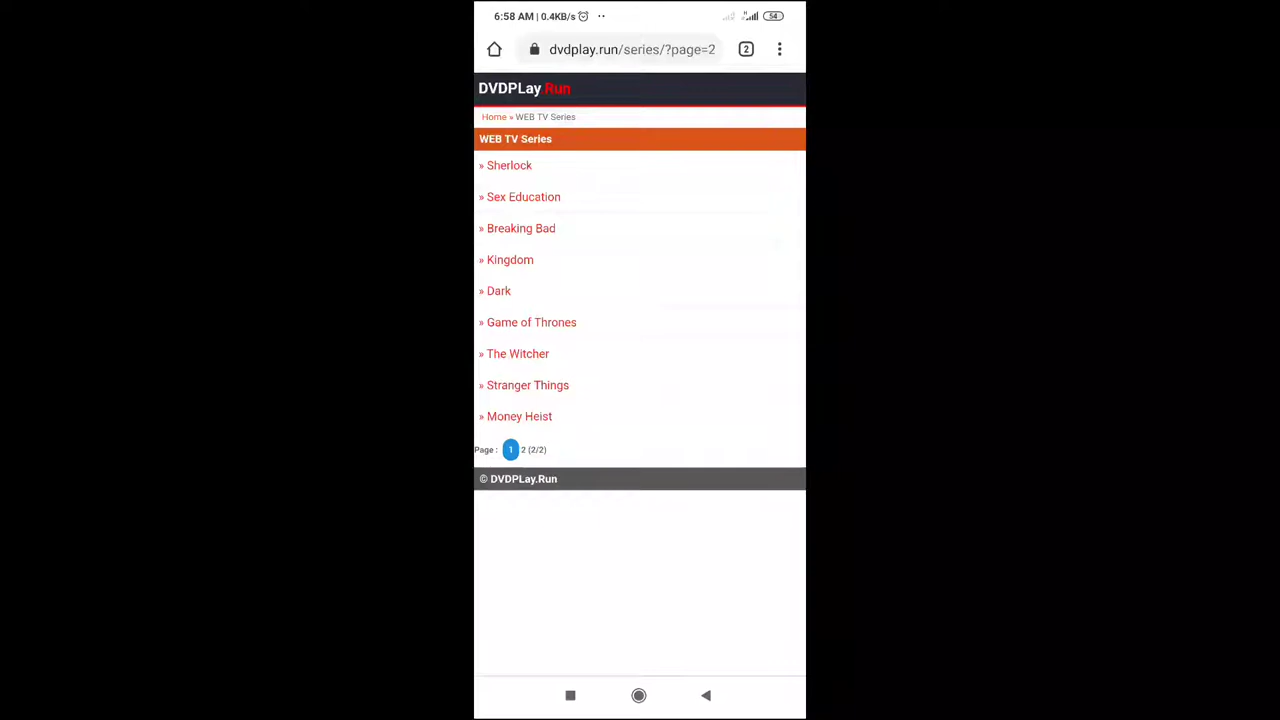 6:58 AM | 0.4KB/s
54
dvdplay.run/series/?page=2
2
DVDPLay.Run
Home » WEB TV Series
WEB TV Series
» Sherlock
» Sex Education
» Breaking Bad
» Kingdom
» Dark
» Game of Thrones
» The Witcher
» Stranger Things
» Money Heist
Page : 1 2 (2/2)
© DVDPLay.Run